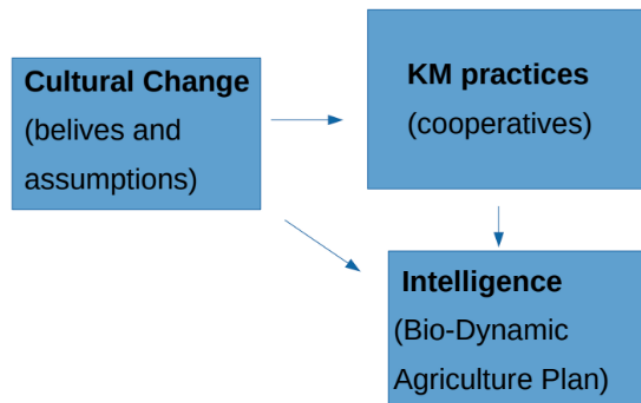 Cultural Change
(belives and
assumptions)
KM practices
(cooperatives)
Intelligence
(Bio-Dynamic
Agriculture Plan)